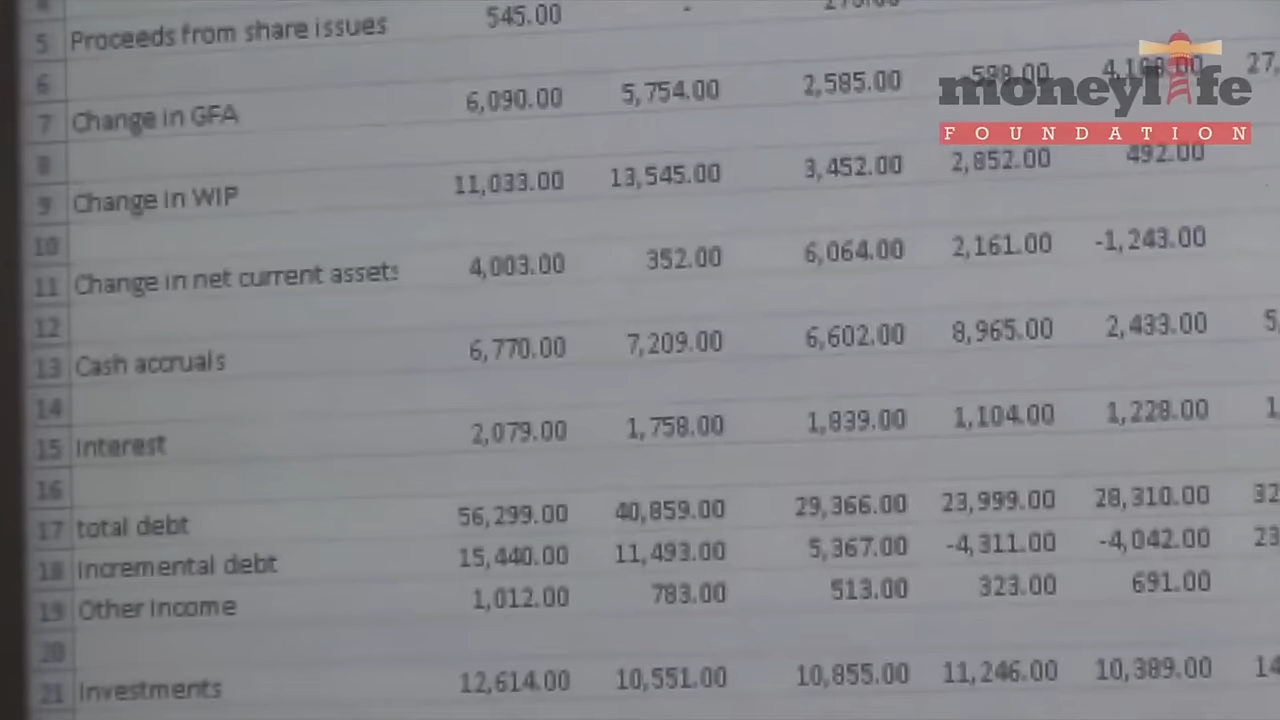 545.00 -
5 Proceeds from share issues
6
7 Change in GFA 6,090.00 5,754.00 2,585.00
8
9 Change in WIP 11,033.00 13,545.00 3,452.00 2,852.00 492.00
10
11 Change in net current assets 4,003.00 352.00 6,064.00 2,161.00 -1,243.00
12
13 Cash accruals 6,770.00 7,209.00 6,602.00 8,965.00 2,433.00
14
15 Interest 2,079.00 1,758.00 1,839.00 1,104.00 1,228.00
16
17 total debt 56,299.00 40,859.00 29,366.00 23,999.00 28,310.00
18 Incremental debt 15,440.00 11,493.00 5,367.00 -4,311.00 -4,042.00
19 Other Income 1,012.00 783.00 513.00 323.00 691.00
20
21 Investments 12,614.00 10,551.00 10,855.00 11,246.00 10,389.00
moneylife
FOUNDATION